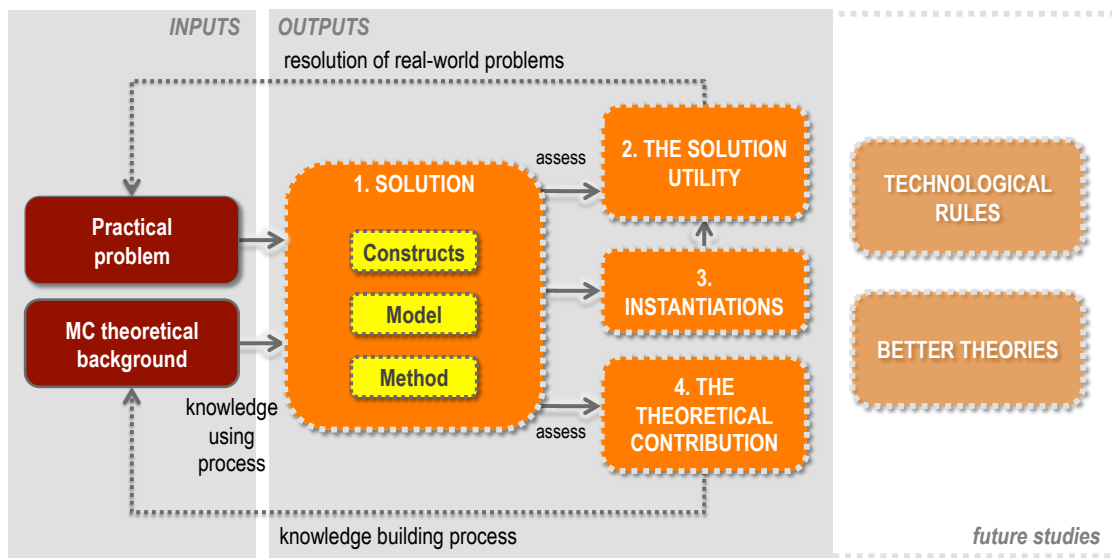 INPUTS
OUTPUTS
resolution of real-world problems
Practical
problem
MC theoretical
background
knowledge
using
process
1. SOLUTION
Constructs
Model
Method
assess
assess
2. THE SOLUTION
UTILITY
3.
INSTANTIATIONS
4. THE
THEORETICAL
CONTRIBUTION
knowledge building process
TECHNOLOGICAL
RULES
BETTER THEORIES
future studies